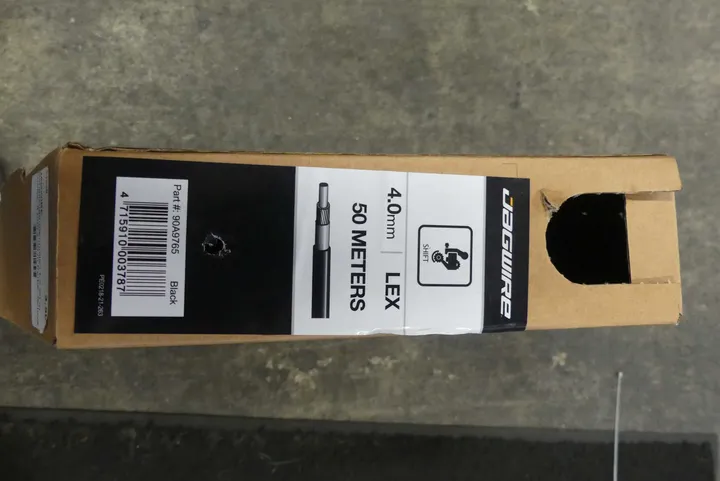 JAGWIRE
SHIFT
4.0mm | LEX
50 METERS
Part #: 90A9765 Black
4 715910 003787